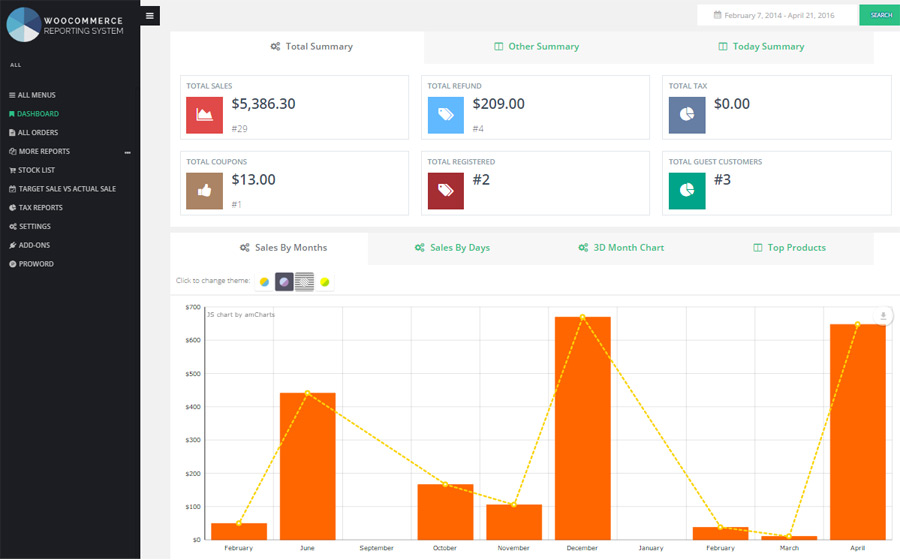 WOOCOMMERCE
REPORTING SYSTEM
ALL
ALL MENUS
DASHBOARD
ALL ORDERS
MORE REPORTS
STOCK LIST
TARGET SALE VS ACTUAL SALE
TAX REPORTS
SETTINGS
ADD-ONS
PROWORD
February 7, 2014 - April 21, 2016
SEARCH
Total Summary
Other Summary
Today Summary
TOTAL SALES
$5,386.30
#29
TOTAL REFUND
$209.00
#4
TOTAL TAX
$0.00
TOTAL COUPONS
$13.00
#1
TOTAL REGISTERED
#2
TOTAL GUEST CUSTOMERS
#3
Sales By Months
Sales By Days
3D Month Chart
Top Products
Click to change theme:
JS chart by amCharts
$700
$600
$500
$400
$300
$200
$100
$0
February June September October November December January February March April